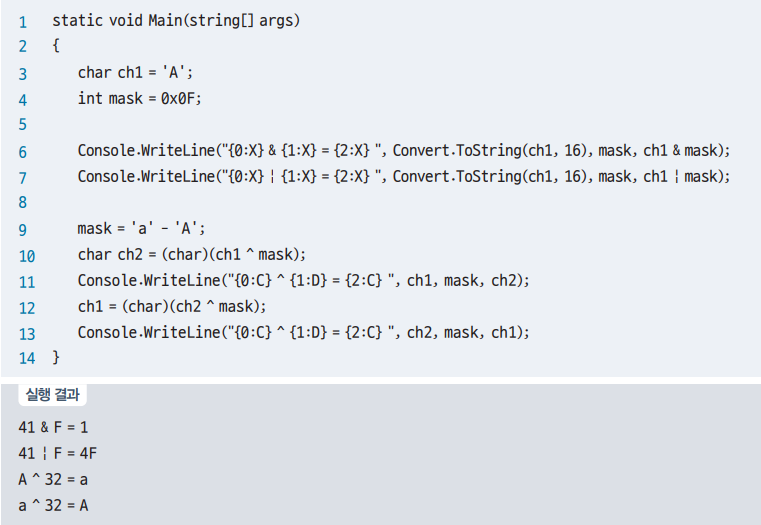 1 static void Main(string[] args)
2 {
3 char ch1 = 'A';
4 int mask = 0x0F;
5
6 Console.WriteLine("{0:X} & {1:X} = {2:X} ", Convert.ToString(ch1, 16), mask, ch1 & mask);
7 Console.WriteLine("{0:X} ¦ {1:X} = {2:X} ", Convert.ToString(ch1, 16), mask, ch1 ¦ mask);
8
9 mask = 'a' - 'A';
10 char ch2 = (char)(ch1 ^ mask);
11 Console.WriteLine("{0:C} ^ {1:D} = {2:C} ", ch1, mask, ch2);
12 ch1 = (char)(ch2 ^ mask);
13 Console.WriteLine("{0:C} ^ {1:D} = {2:C} ", ch2, mask, ch1);
14 }
실행 결과
41 & F = 1
41 ¦ F = 4F
A ^ 32 = a
a ^ 32 = A